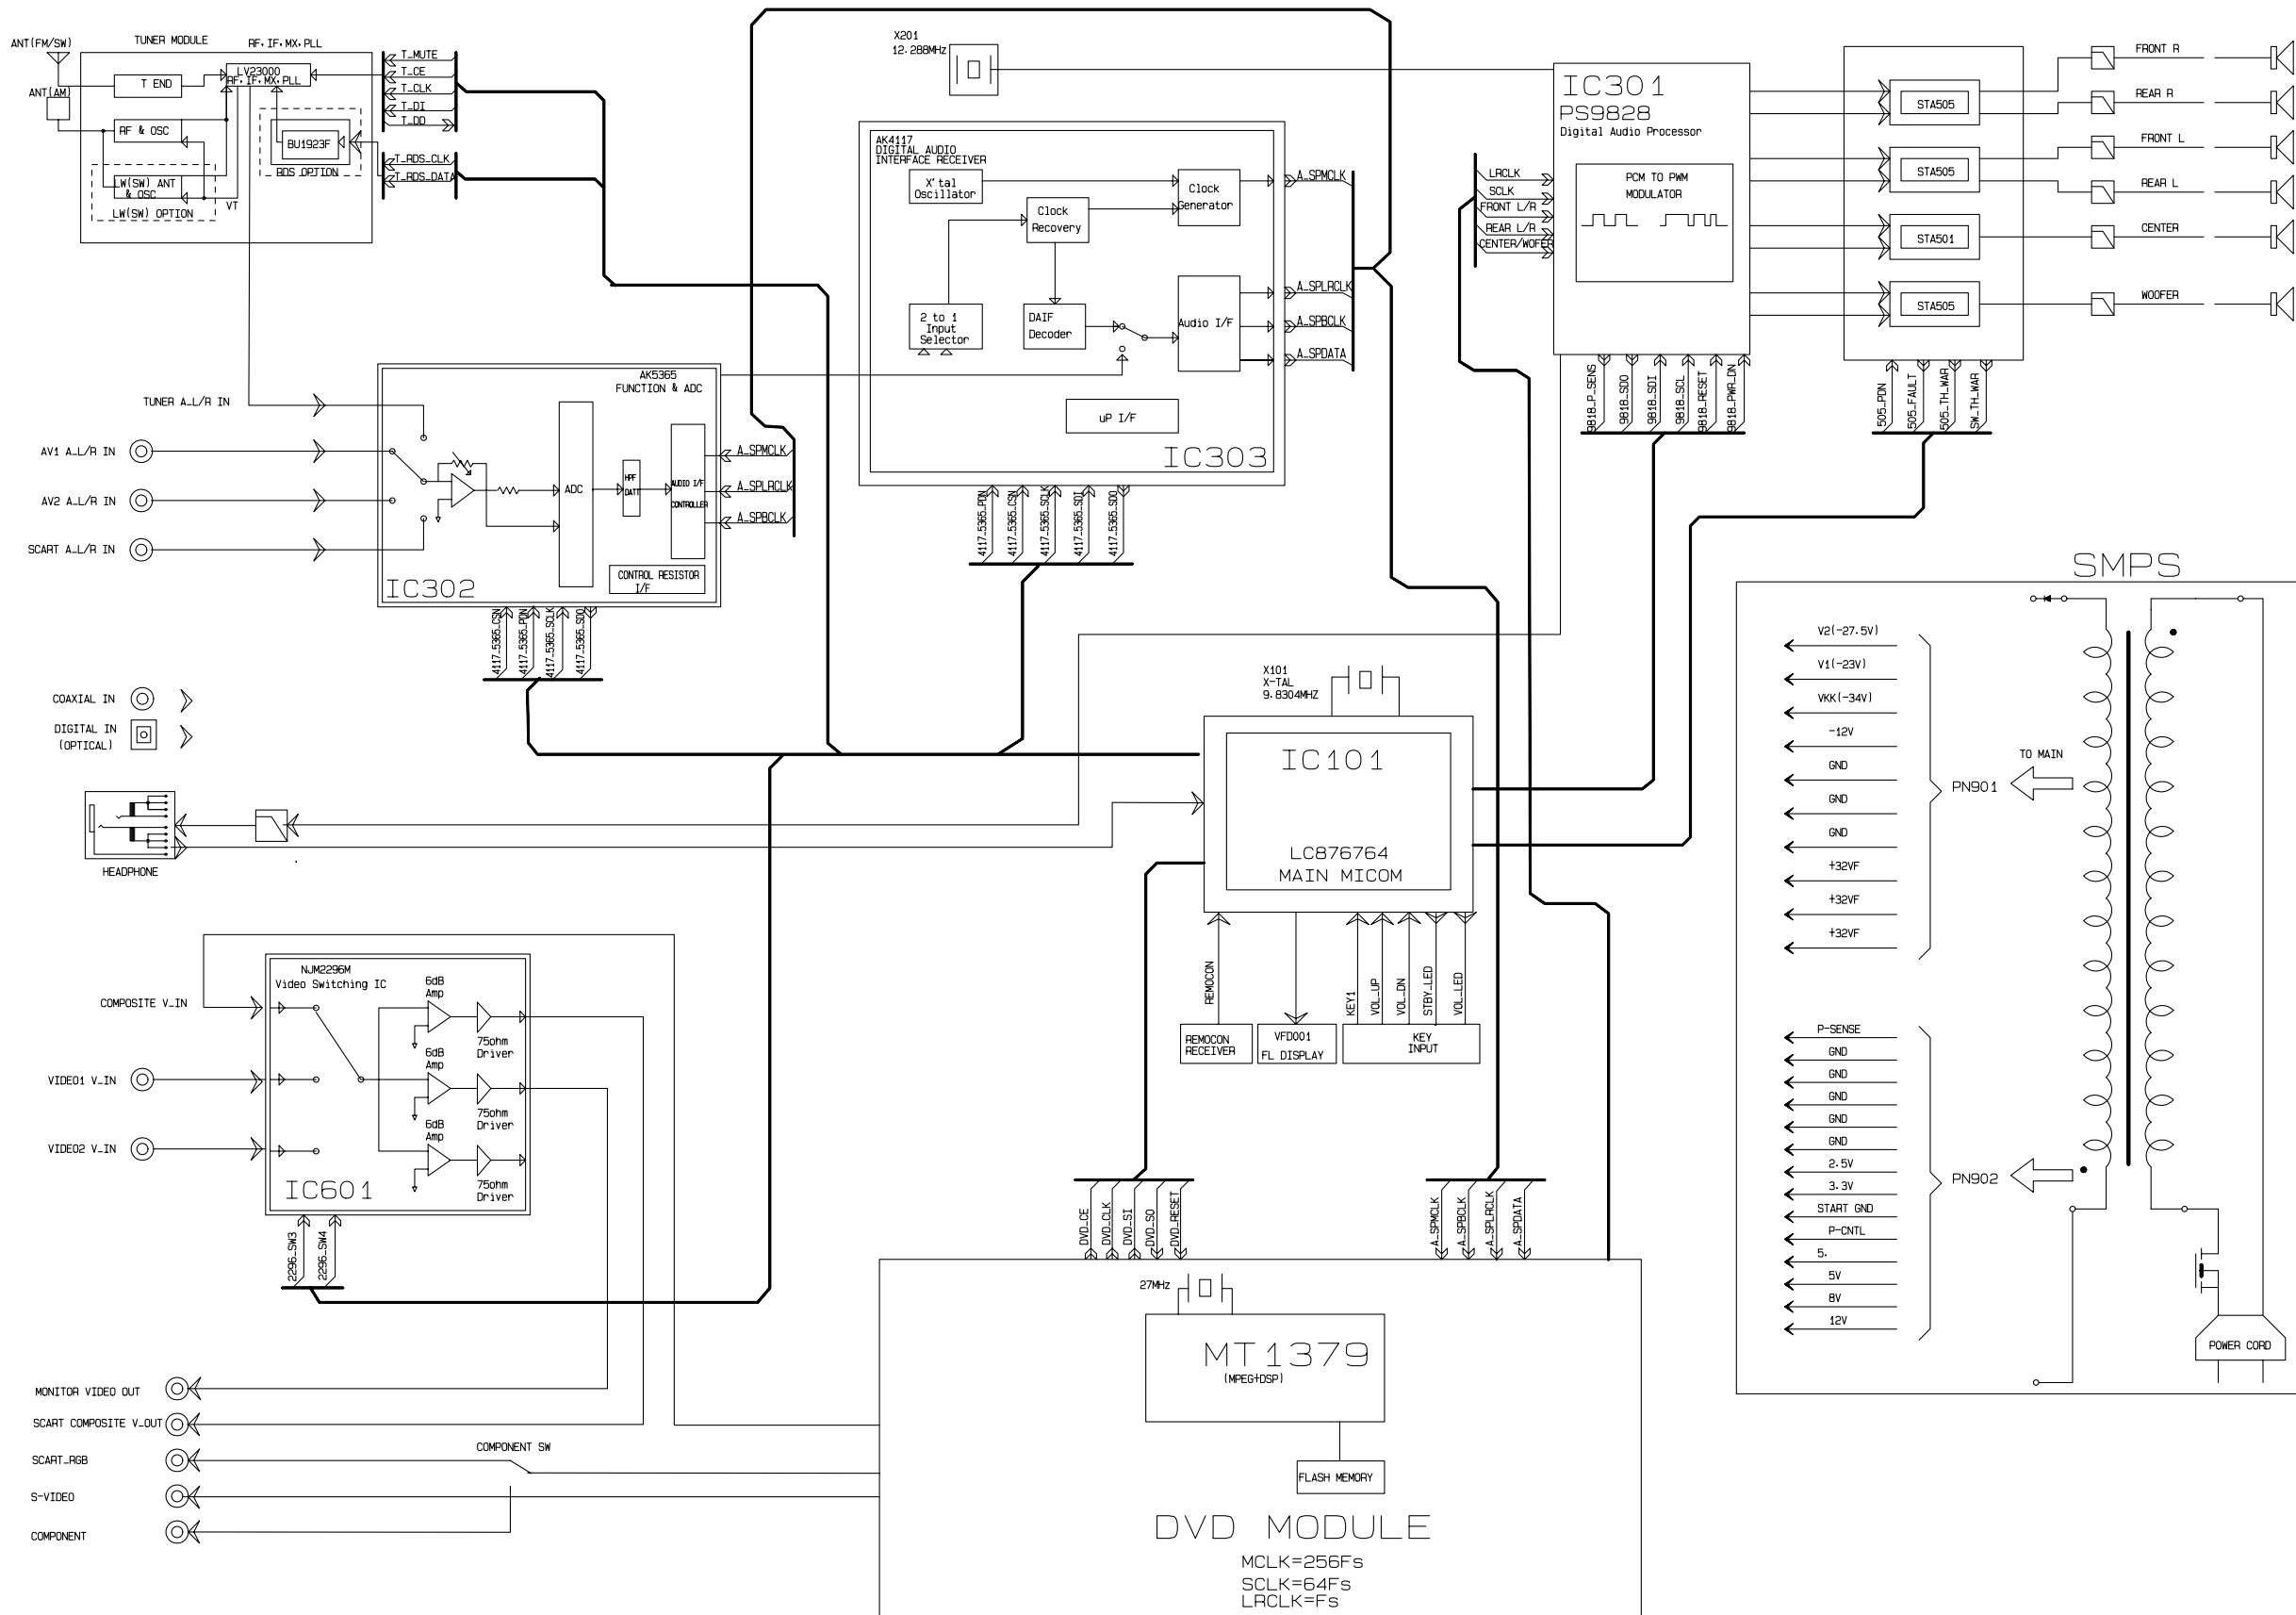 ANT(FM/SW)
TUNER MODULE
RF, IF, MX, PLL
LV23000
RF, IF, MX, PLL
T END
ANT(AM)
RF & OSC
BU1923F
RDS OPTION
LW(SW) ANT
& OSC
LW(SW) OPTION
VT
T_MUTE
T_CE
T_CLK
T_DI
T_DO
T_RDS_CLK
T_RDS_DATA
X201
12.288MHz
AK4117
DIGITAL AUDIO
INTERFACE RECEIVER
X'tal
Oscillator
Clock
Recovery
Clock
Generator
2 to 1
Input
Selector
DAIF
Decoder
Audio I/F
uP I/F
IC303
A_SPMCLK
A_SPLRCLK
A_SPBCLK
A_SPDATA
4117_5365_PDN
4117_5365_CSN
4117_5365_SCLK
4117_5365_SDI
4117_5365_SDO
IC301
PS9828
Digital Audio Processor
PCM TO PWM
MODULATOR
LRCLK
SCLK
FRONT L/R
REAR L/R
CENTER/WOFER
9818_P_SENS
9818_SDO
9818_SDI
9818_SCL
9818_RESET
9818_PWR_DN
STA505
STA505
STA501
STA505
505_PDN
505_FAULT
505_TH_WAR
SW_TH_WAR
FRONT R
REAR R
FRONT L
REAR L
CENTER
WOOFER
AK5365
FUNCTION & ADC
TUNER A_L/R IN
AV1 A_L/R IN
AV2 A_L/R IN
SCART A_L/R IN
ADC
HPF
DATT
AUDIO I/F
CONTROLLER
CONTROL RESISTOR
I/F
IC302
A_SPMCLK
A_SPLRCLK
A_SPBCLK
4117_5365_CSN
4117_5365_PDN
4117_5365_SCLK
4117_5365_SDO
COAXIAL IN
DIGITAL IN
(OPTICAL)
HEADPHONE
X101
X-TAL
9.8304MHZ
IC101
LC876764
MAIN MICOM
REMOCON
KEY1
VOL_UP
VOL_DN
STBY_LED
VOL_LED
REMOCON
RECEIVER
VFD001
FL DISPLAY
KEY
INPUT
SMPS
V2(-27.5V)
V1(-23V)
VKK(-34V)
-12V
GND
GND
GND
+32VF
+32VF
+32VF
PN901
TO MAIN
P-SENSE
GND
GND
GND
GND
GND
2.5V
3.3V
START GND
P-CNTL
5.
5V
8V
12V
PN902
POWER CORD
NJM2296M
Video Switching IC
COMPOSITE V_IN
VIDEO1 V_IN
VIDEO2 V_IN
6dB
Amp
75ohm
Driver
6dB
Amp
75ohm
Driver
6dB
Amp
75ohm
Driver
IC601
2296_SW3
2296_SW4
MONITOR VIDEO OUT
SCART COMPOSITE V_OUT
SCART_RGB
S-VIDEO
COMPONENT
COMPONENT SW
DVD_CE
DVD_CLK
DVD_SI
DVD_SO
DVD_RESET
A_SPMCLK
A_SPBCLK
A_SPLRCLK
A_SPDATA
27MHz
MT1379
(MPEG+DSP)
FLASH MEMORY
DVD MODULE
MCLK=256Fs
SCLK=64Fs
LRCLK=Fs